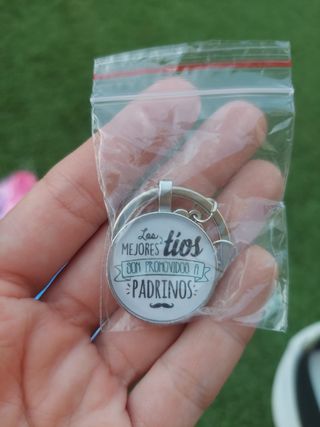 Los
MEJORES tíos
SON PROMOVIDOS A
PADRINOS